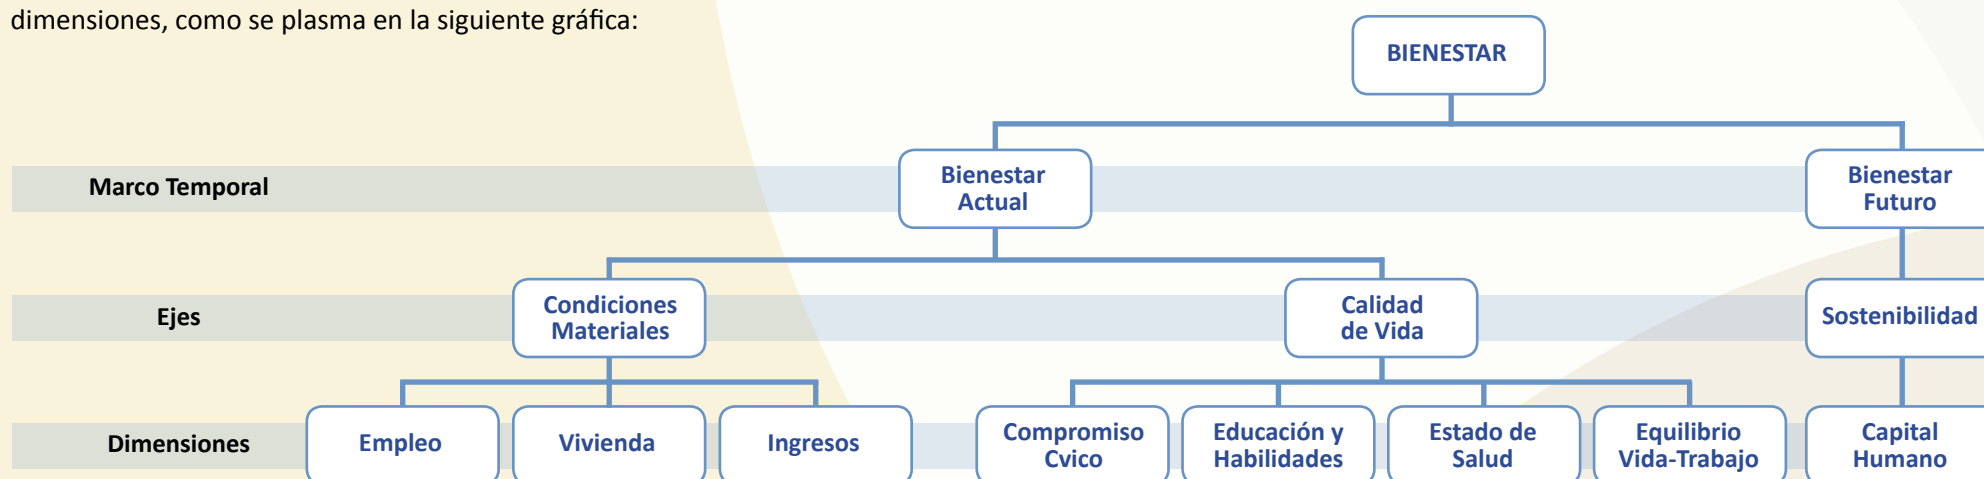 dimensiones, como se plasma en la siguiente gráfica:
BIENESTAR
Marco Temporal
Bienestar
Actual
Bienestar
Futuro
Ejes
Condiciones
Materiales
Calidad
de Vida
Sostenibilidad
Dimensiones
Empleo
Vivienda
Ingresos
Compromiso
Cvico
Educación y
Habilidades
Estado de
Salud
Equilibrio
Vida-Trabajo
Capital
Humano